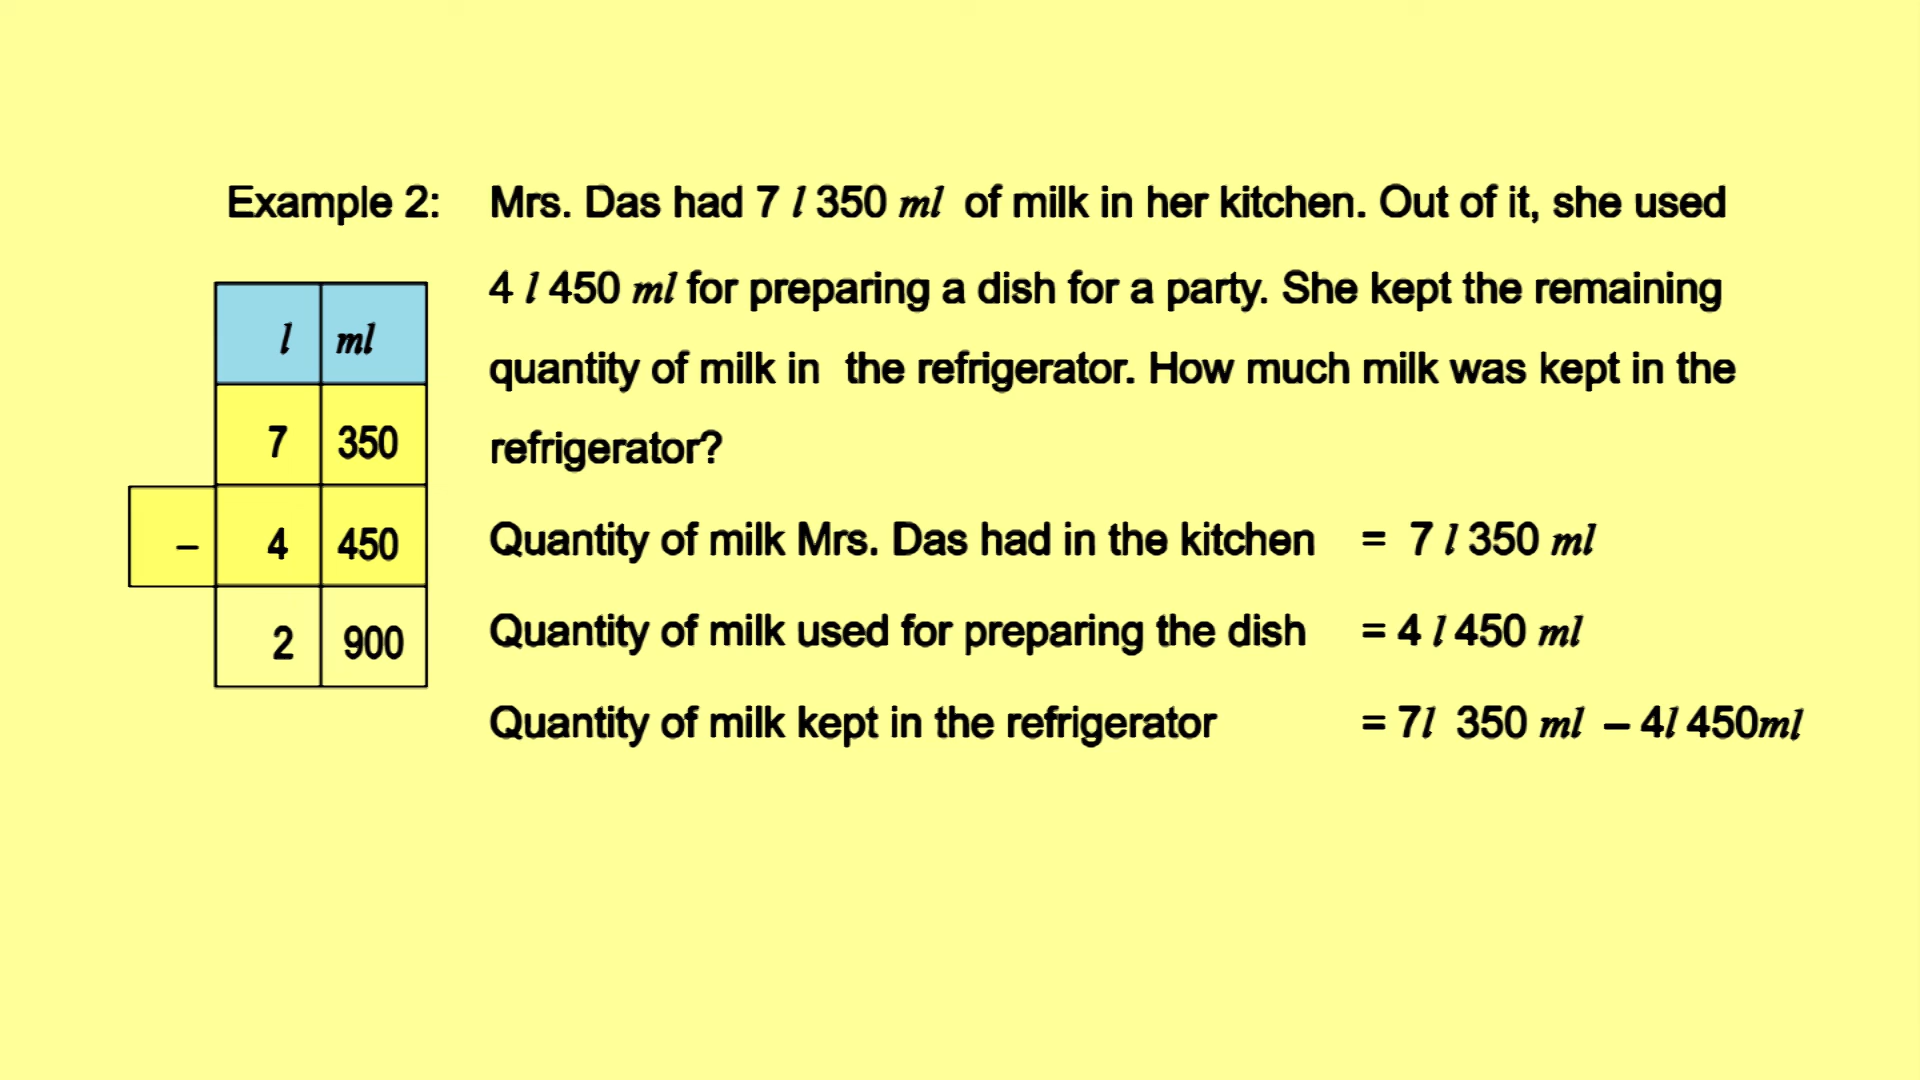 Example 2: Mrs. Das had 7 l 350 ml of milk in her kitchen. Out of it, she used
4 l 450 ml for preparing a dish for a party. She kept the remaining
quantity of milk in the refrigerator. How much milk was kept in the
refrigerator?
l ml
7 350
– 4 450
2 900
Quantity of milk Mrs. Das had in the kitchen = 7 l 350 ml
Quantity of milk used for preparing the dish = 4 l 450 ml
Quantity of milk kept in the refrigerator = 7l 350 ml – 4l 450ml